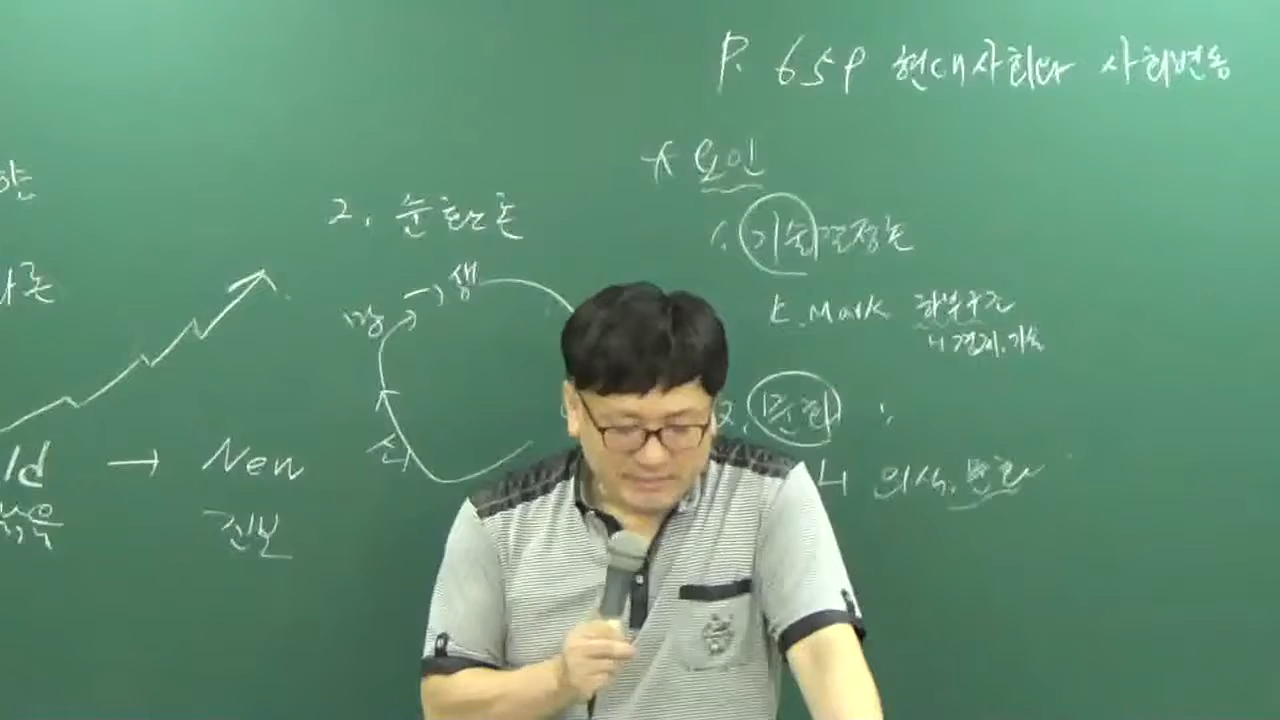 P. 659 현대사회와 사회변동
* 요인
1. 기술결정론
K. Mark 하부구조
ㄴ 경제, 기술
2. 문화
ㄴ 의식, 변화
2. 순환론
생
쇠
망
ld → New
진보